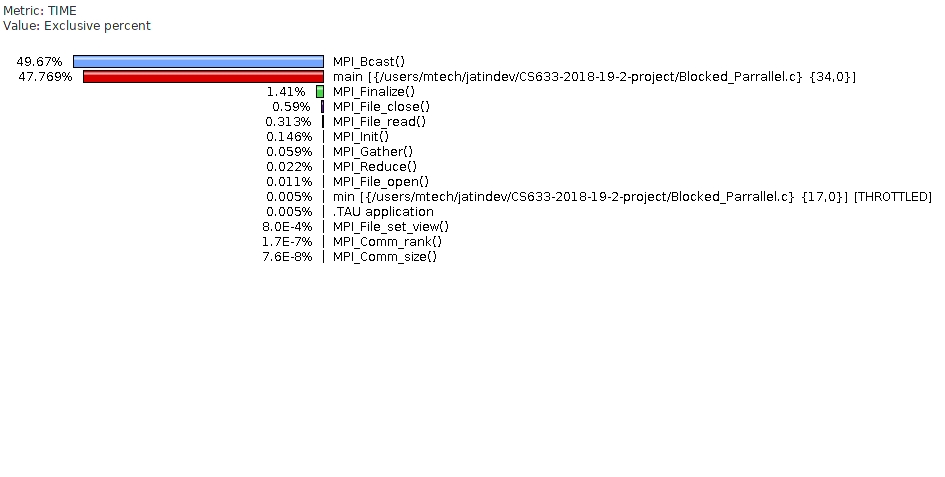 Metric: TIME
Value: Exclusive percent
49.67% MPI_Bcast()
47.769% main [{/users/mtech/jatindev/CS633-2018-19-2-project/Blocked_Parrallel.c} {34,0}]
1.41% MPI_Finalize()
0.59% MPI_File_close()
0.313% MPI_File_read()
0.146% MPI_Init()
0.059% MPI_Gather()
0.022% MPI_Reduce()
0.011% MPI_File_open()
0.005% min [{/users/mtech/jatindev/CS633-2018-19-2-project/Blocked_Parrallel.c} {17,0}] [THROTTLED]
0.005% .TAU application
8.0E-4% MPI_File_set_view()
1.7E-7% MPI_Comm_rank()
7.6E-8% MPI_Comm_size()